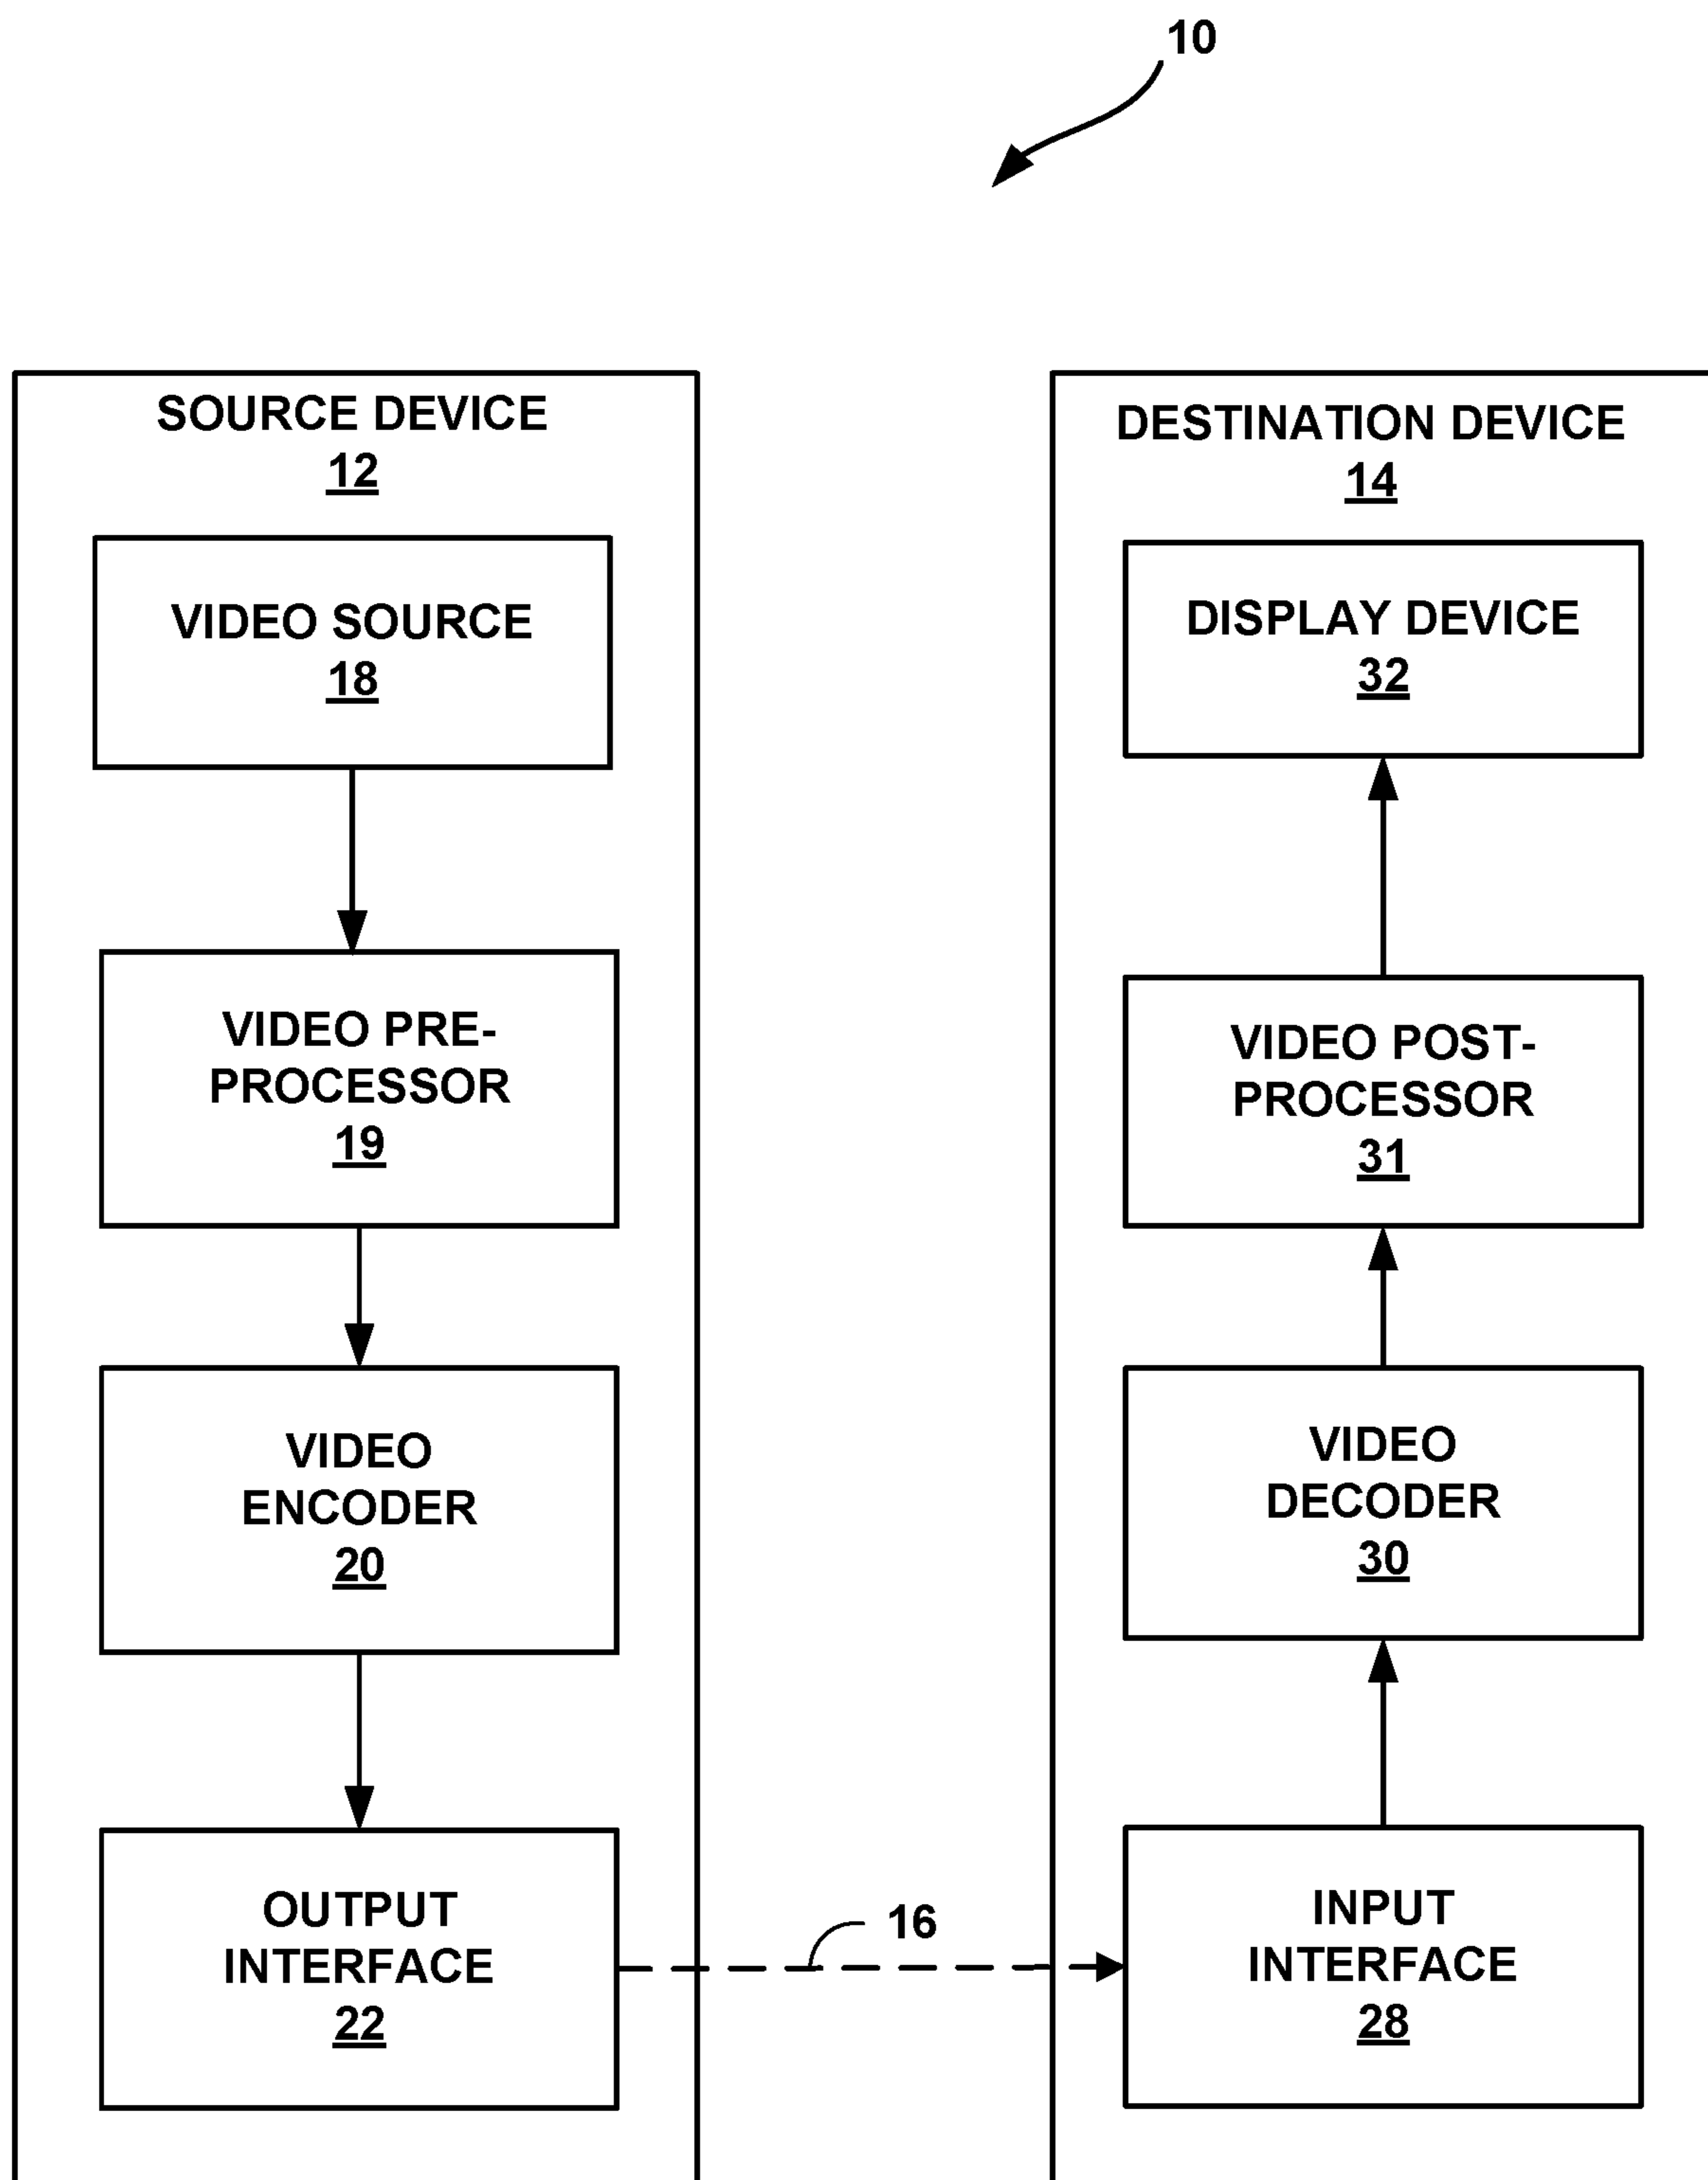 10
SOURCE DEVICE
12
VIDEO SOURCE
18
VIDEO PRE-
PROCESSOR
19
VIDEO
ENCODER
20
OUTPUT
INTERFACE
22
16
DESTINATION DEVICE
14
DISPLAY DEVICE
32
VIDEO POST-
PROCESSOR
31
VIDEO
DECODER
30
INPUT
INTERFACE
28